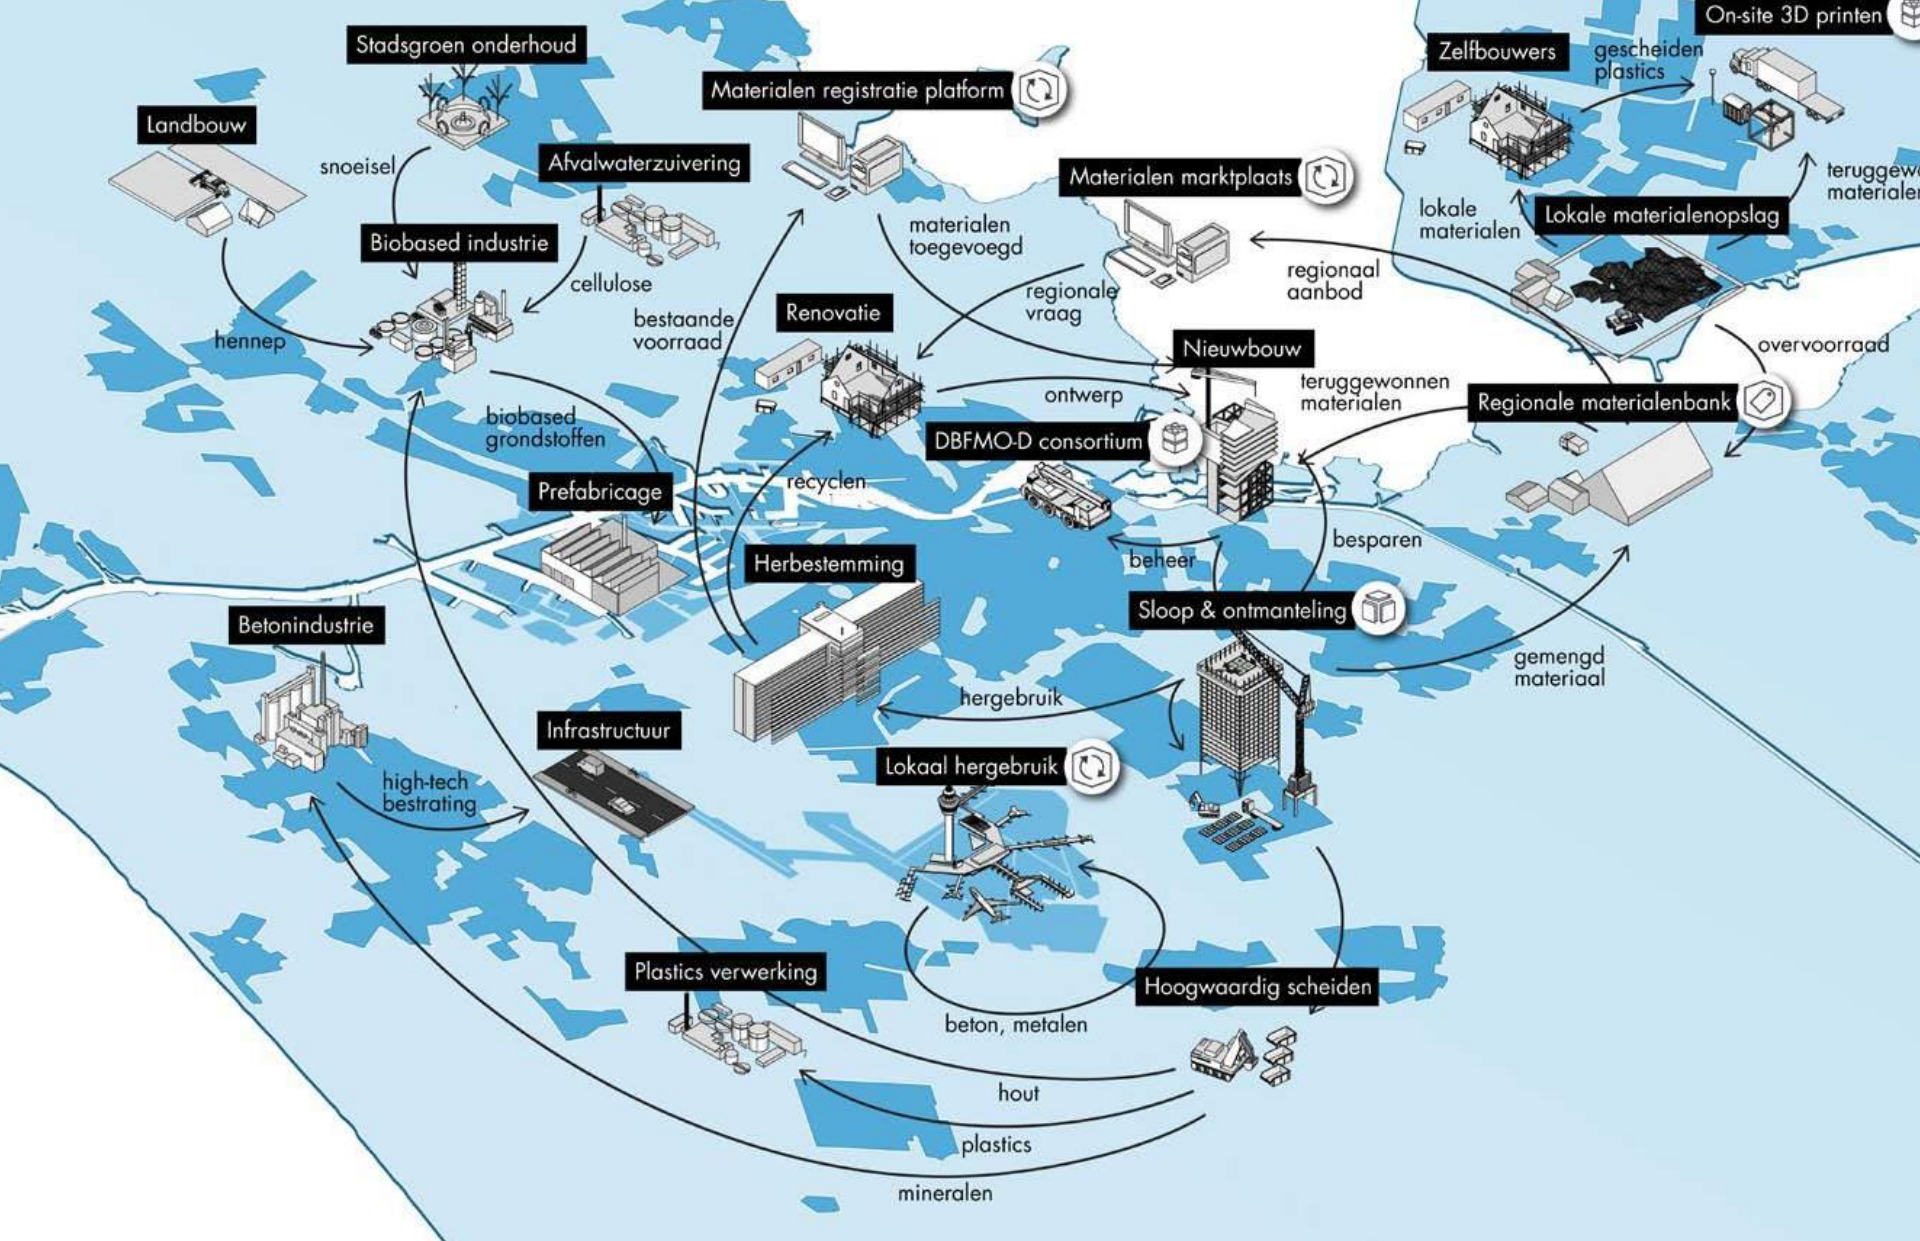 On-site 3D printen
Stadsgroen onderhoud
Zelfbouwers
gescheiden
plastics
Materialen registratie platform
Landbouw
snoeisel
Afvalwaterzuivering
Materialen marktplaats
lokale
materialen
Lokale materialenopslag
Biobased industrie
materialen
toegevoegd
cellulose
regionaal
aanbod
regionale
vraag
Renovatie
bestaande
voorraad
hennep
Nieuwbouw
overvoorraad
ontwerp
teruggewonnen
materialen
Regionale materialenbank
biobased
grondstoffen
DBFMO-D consortium
recyclen
Prefabricage
besparen
beheer
Herbestemming
Sloop & ontmanteling
Betonindustrie
gemengd
materiaal
hergebruik
Infrastructuur
Lokaal hergebruik
high-tech
bestrating
Plastics verwerking
Hoogwaardig scheiden
beton, metalen
hout
plastics
mineralen